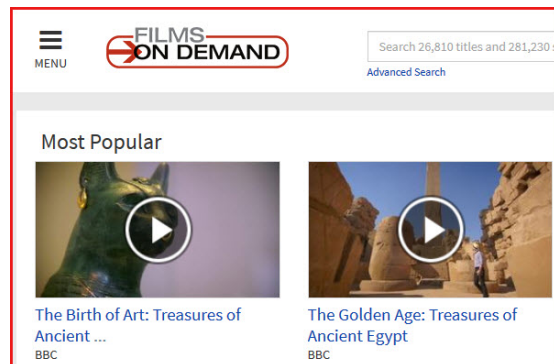 MENU
FILMS
ON DEMAND
Search 26,810 titles and 281,230
Advanced Search
Most Popular
The Birth of Art: Treasures of
Ancient ...
BBC
The Golden Age: Treasures of
Ancient Egypt
BBC